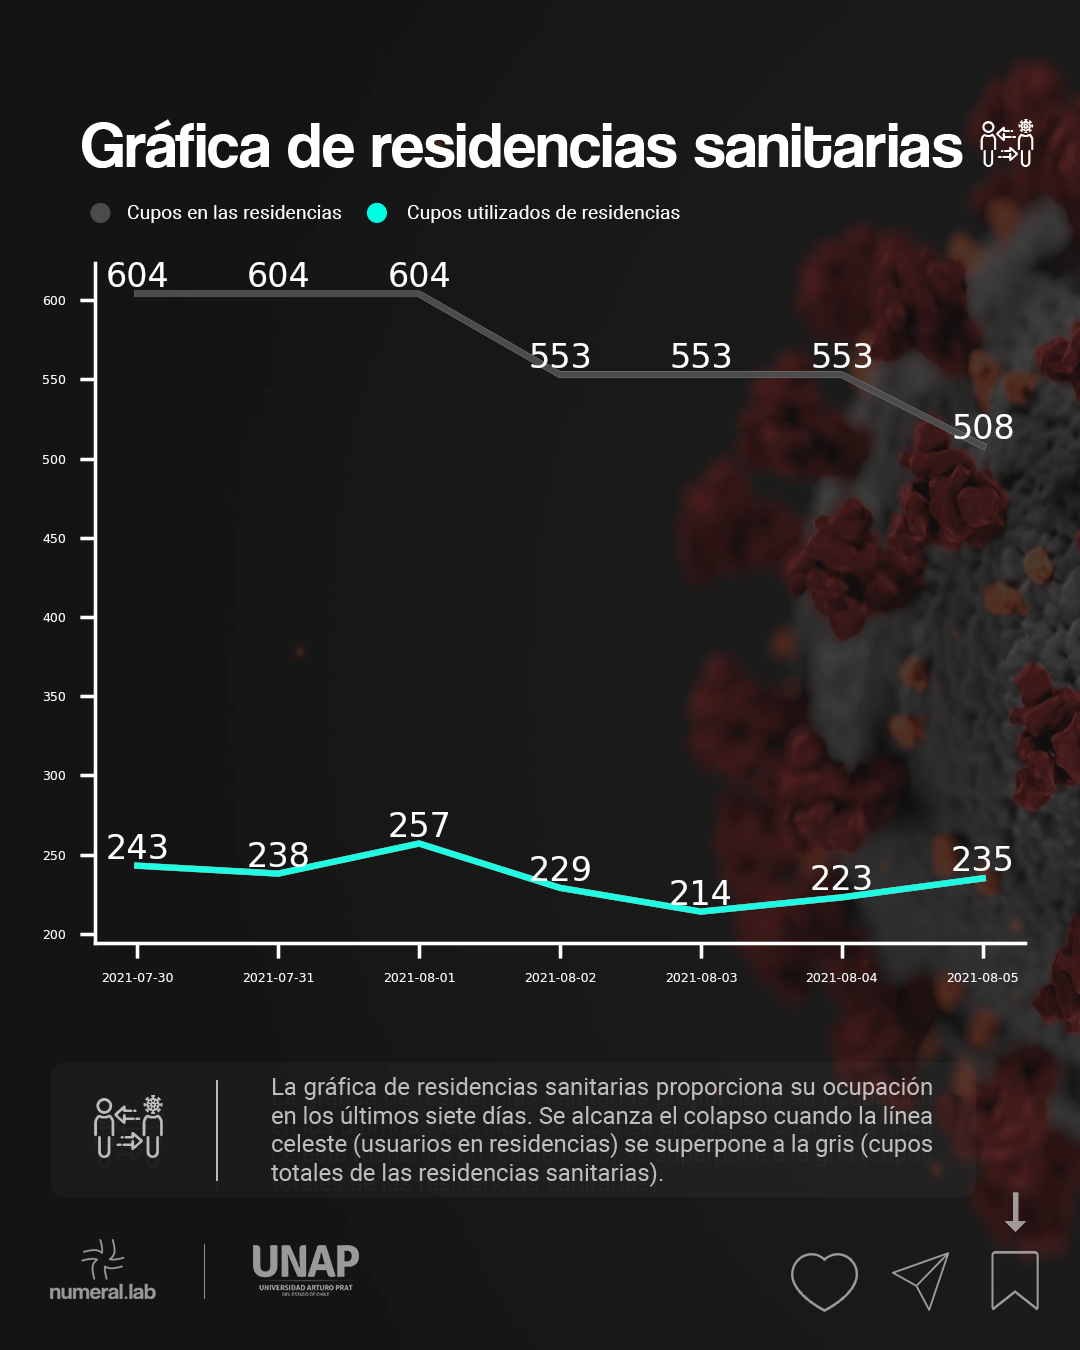 Gráfica de residencias sanitarias
Cupos en las residencias Cupos utilizados de residencias
604 604 604
600
553 553 553
550
508
500
450
400
350
300
257
243 238 229 214 223 235
250
200
2021-07-30 2021-07-31 2021-08-01 2021-08-02 2021-08-03 2021-08-04 2021-08-05
La gráfica de residencias sanitarias proporciona su ocupación
en los últimos siete días. Se alcanza el colapso cuando la línea
celeste (usuarios en residencias) se superpone a la gris (cupos
totales de las residencias sanitarias).
numeral.lab
UNAP
UNIVERSIDAD ARTURO PRAT
DEL ESTADO DE CHILE